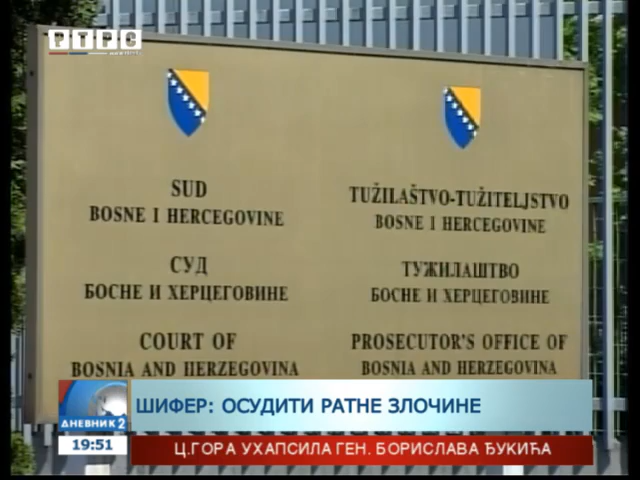 РТРС
SUD
BOSNE I HERCEGOVINE
СУД
БОСНЕ И ХЕРЦЕГОВИНЕ
COURT OF
BOSNIA AND HERZEGOVINA
TUŽILAŠTVO-TUŽITELJSTVO
BOSNE I HERCEGOVINE
ТУЖИЛАШТВО
БОСНЕ И ХЕРЦЕГОВИНЕ
PROSECUTOR'S OFFICE OF
BOSNIA AND HERZEGOVINA
ШИФЕР: ОСУДИТИ РАТНЕ ЗЛОЧИНЕ
ДНЕВНИК 2
19:51
Ц.ГОРА УХАПСИЛА ГЕН. БОРИСЛАВА ЂУКИЋА